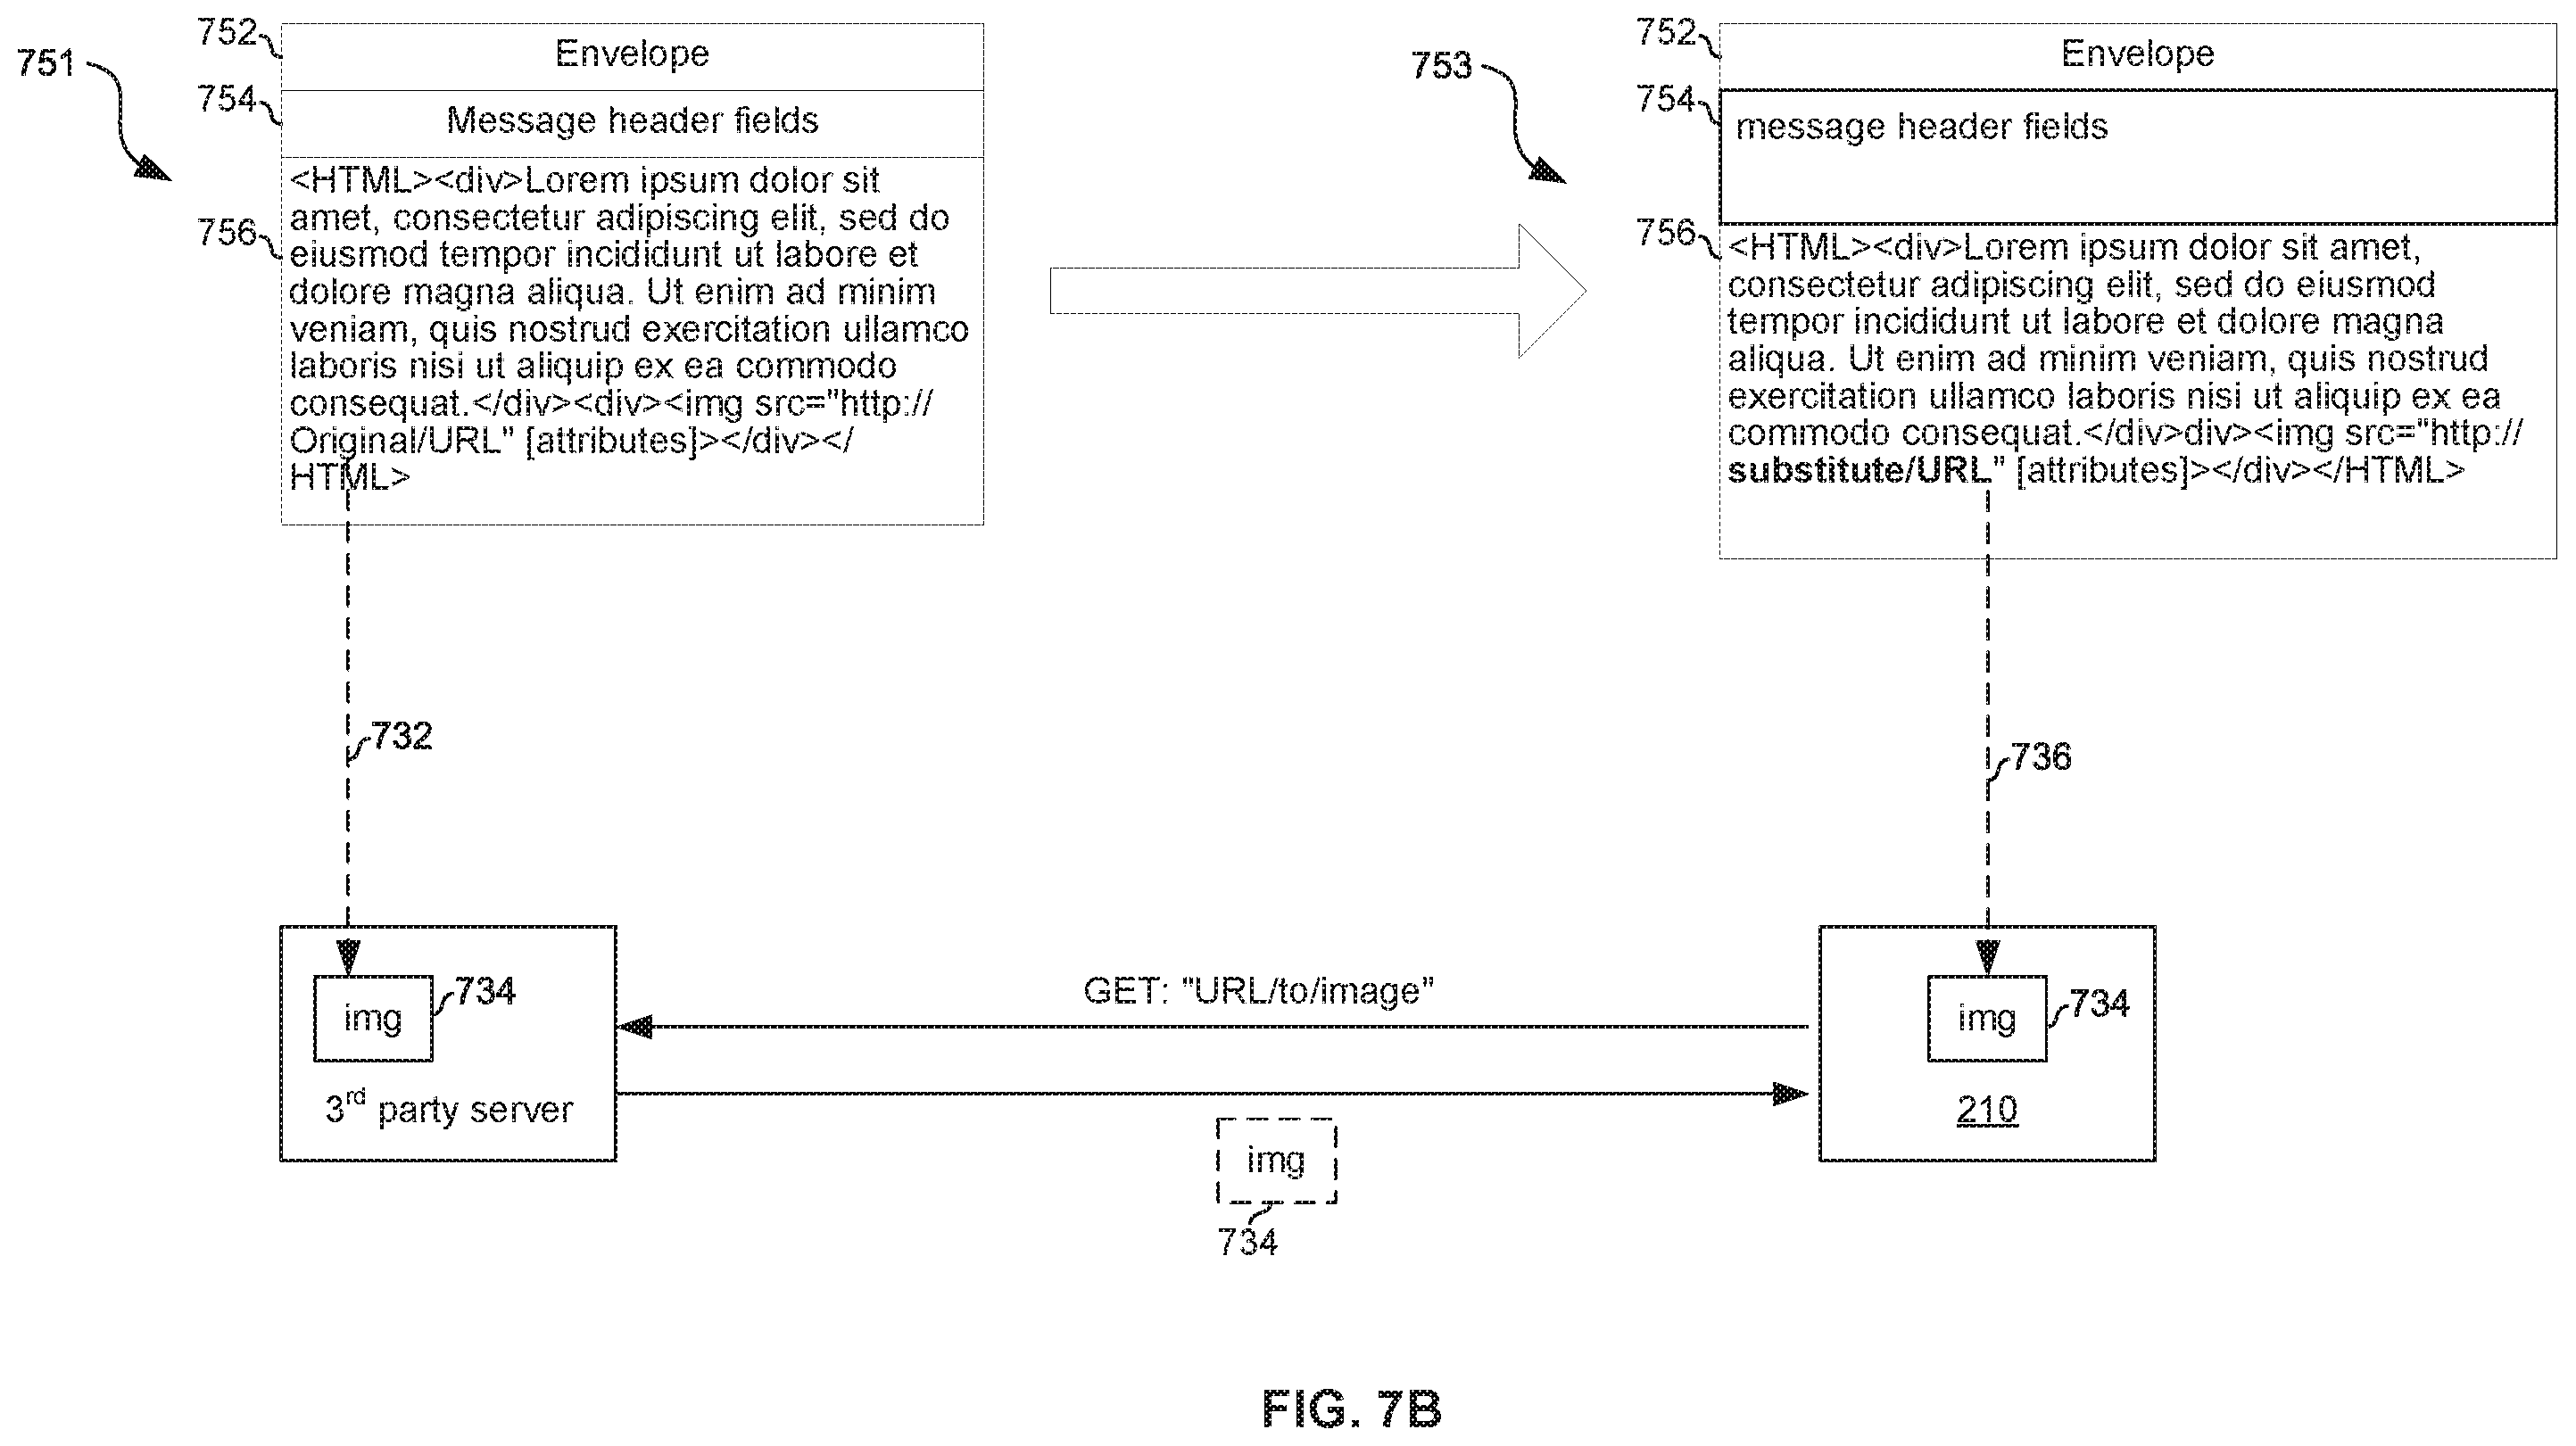 751
752
Envelope
754
Message header fields
756
<HTML><div>Lorem ipsum dolor sit
amet, consectetur adipiscing elit, sed do
eiusmod tempor incididunt ut labore et
dolore magna aliqua. Ut enim ad minim
veniam, quis nostrud exercitation ullamco
laboris nisi ut aliquip ex ea commodo
consequat.</div><div><img src="http://
Original/URL" [attributes]></div></
HTML>
753
752
Envelope
754
message header fields
756
<HTML><div>Lorem ipsum dolor sit amet,
consectetur adipiscing elit, sed do eiusmod
tempor incididunt ut labore et dolore magna
aliqua. Ut enim ad minim veniam, quis nostrud
exercitation ullamco laboris nisi ut aliquip ex ea
commodo consequat.</div>div><img src="http://
substitute/URL" [attributes]></div></HTML>
732
736
img
734
3rd party server
GET: "URL/to/image"
img
734
img
734
210
FIG. 7B